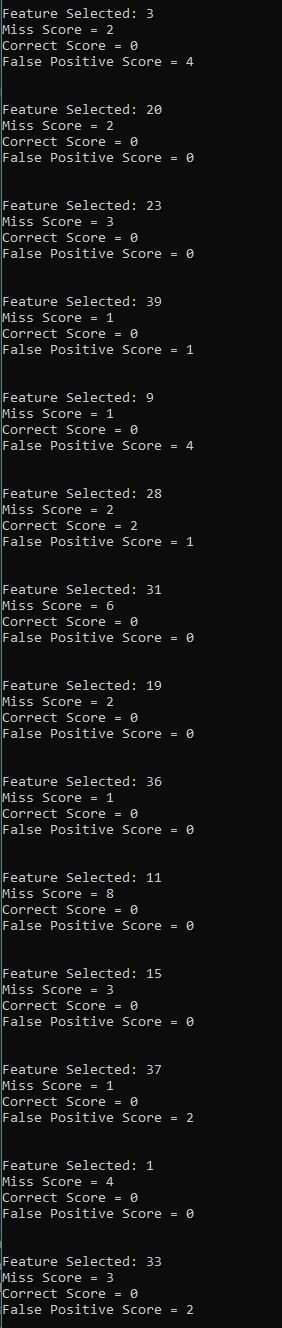 Feature Selected: 3
Miss Score = 2
Correct Score = 0
False Positive Score = 4
Feature Selected: 20
Miss Score = 2
Correct Score = 0
False Positive Score = 0
Feature Selected: 23
Miss Score = 3
Correct Score = 0
False Positive Score = 0
Feature Selected: 39
Miss Score = 1
Correct Score = 0
False Positive Score = 1
Feature Selected: 9
Miss Score = 1
Correct Score = 0
False Positive Score = 4
Feature Selected: 28
Miss Score = 2
Correct Score = 2
False Positive Score = 1
Feature Selected: 31
Miss Score = 6
Correct Score = 0
False Positive Score = 0
Feature Selected: 19
Miss Score = 2
Correct Score = 0
False Positive Score = 0
Feature Selected: 36
Miss Score = 1
Correct Score = 0
False Positive Score = 0
Feature Selected: 11
Miss Score = 8
Correct Score = 0
False Positive Score = 0
Feature Selected: 15
Miss Score = 3
Correct Score = 0
False Positive Score = 0
Feature Selected: 37
Miss Score = 1
Correct Score = 0
False Positive Score = 2
Feature Selected: 1
Miss Score = 4
Correct Score = 0
False Positive Score = 0
Feature Selected: 33
Miss Score = 3
Correct Score = 0
False Positive Score = 2